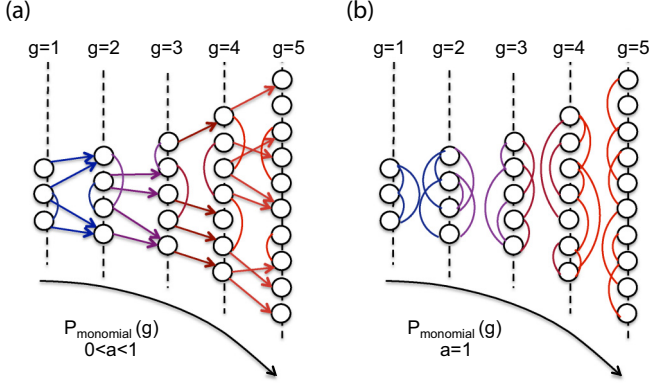 (a)
g=1 g=2 g=3 g=4 g=5
P_monomial (g)
0<a<1
(b)
g=1 g=2 g=3 g=4 g=5
P_monomial (g)
a=1